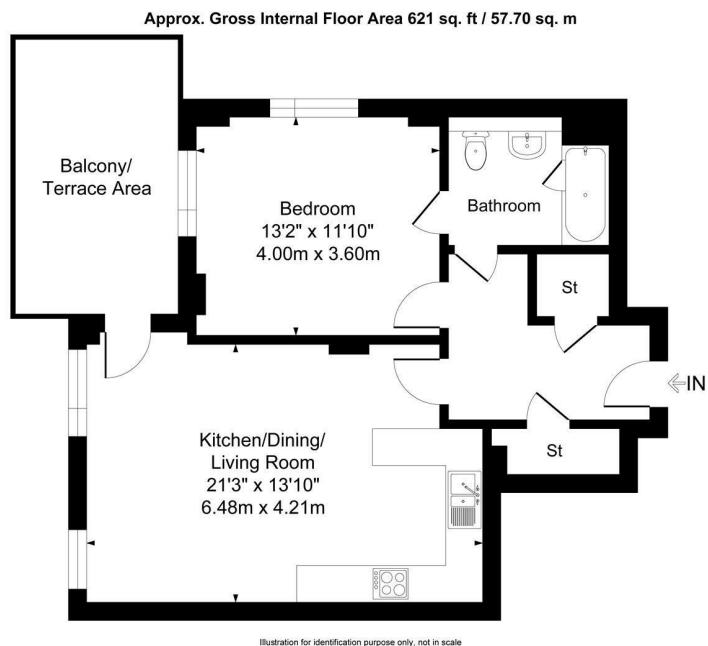 Approx. Gross Internal Floor Area 621 sq. ft / 57.70 sq. m
Balcony/
Terrace Area
Bedroom
13'2" x 11'10"
4.00m x 3.60m
Bathroom
St
IN
Kitchen/Dining/
Living Room
21'3" x 13'10"
6.48m x 4.21m
St
Illustration for identification purpose only, not in scale